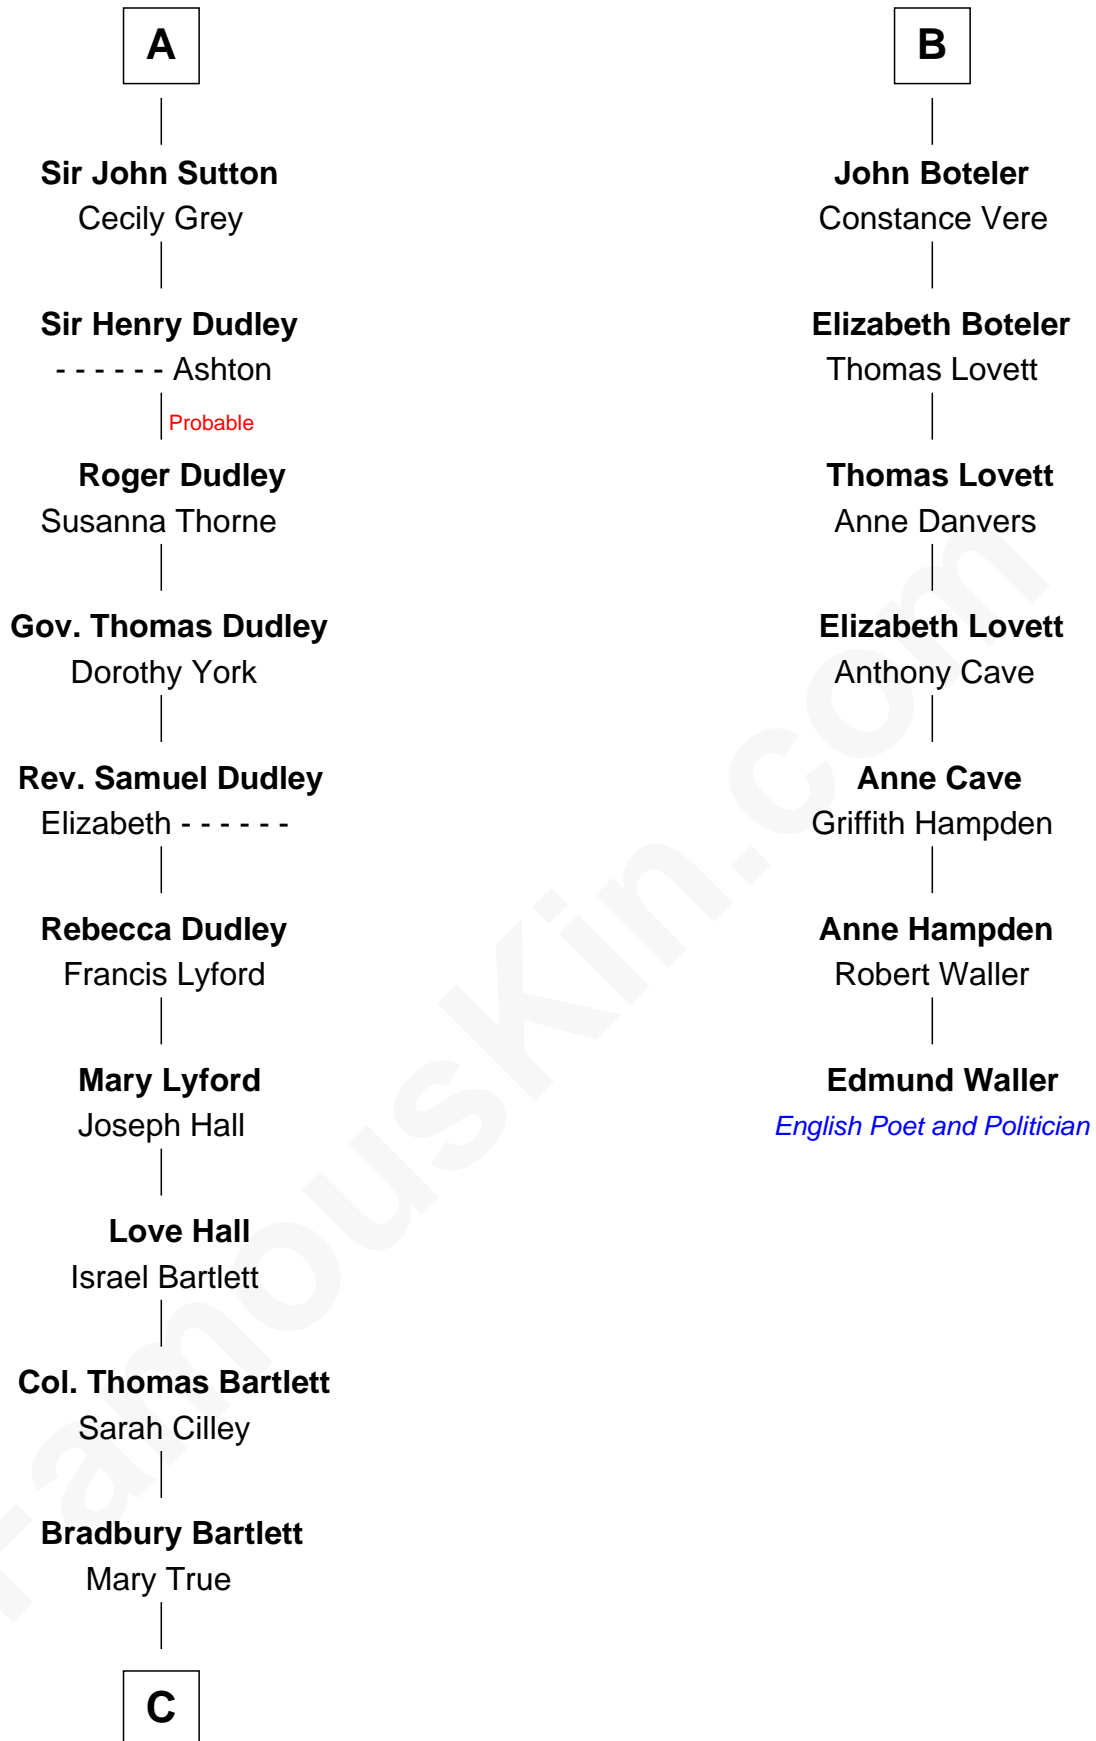 A
Sir John Sutton
Cecily Grey
Sir Henry Dudley
- - - - - - Ashton
Probable
Roger Dudley
Susanna Thorne
Gov. Thomas Dudley
Dorothy York
Rev. Samuel Dudley
Elizabeth - - - - - -
Rebecca Dudley
Francis Lyford
Mary Lyford
Joseph Hall
Love Hall
Israel Bartlett
Col. Thomas Bartlett
Sarah Cilley
Bradbury Bartlett
Mary True
C
B
John Boteler
Constance Vere
Elizabeth Boteler
Thomas Lovett
Thomas Lovett
Anne Danvers
Elizabeth Lovett
Anthony Cave
Anne Cave
Griffith Hampden
Anne Hampden
Robert Waller
Edmund Waller
English Poet and Politician
FamousKin.com